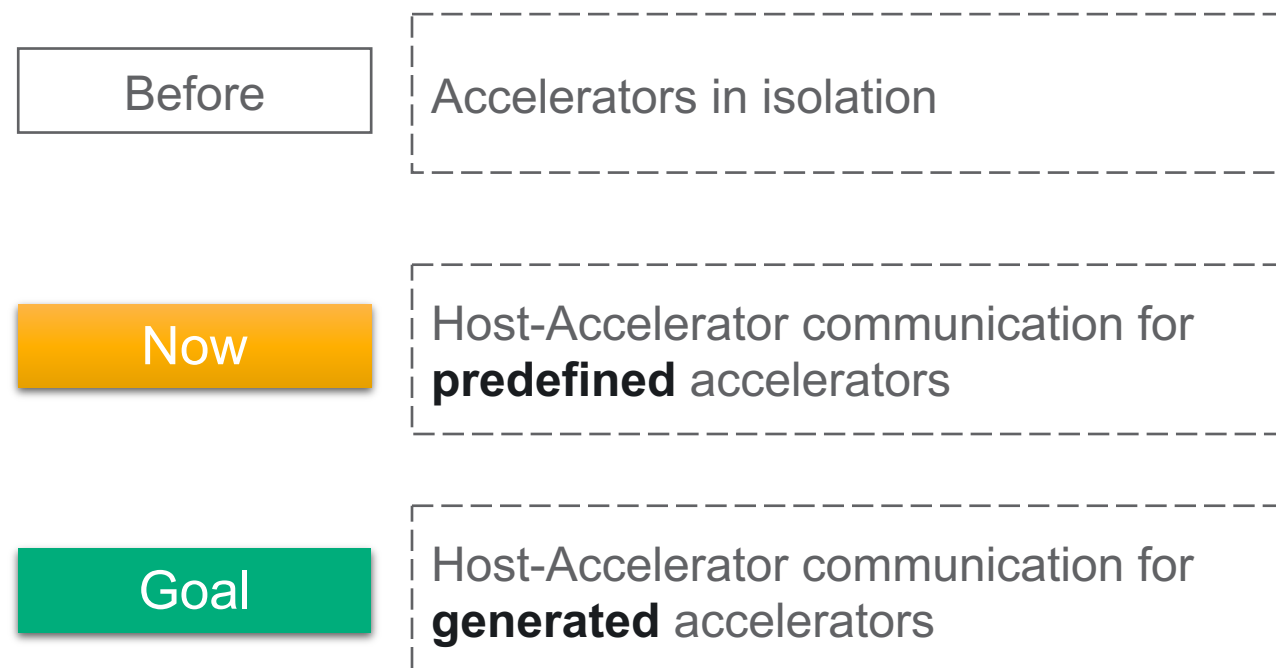 Before
Accelerators in isolation
Now
Host-Accelerator communication for
predefined accelerators
Goal
Host-Accelerator communication for
generated accelerators